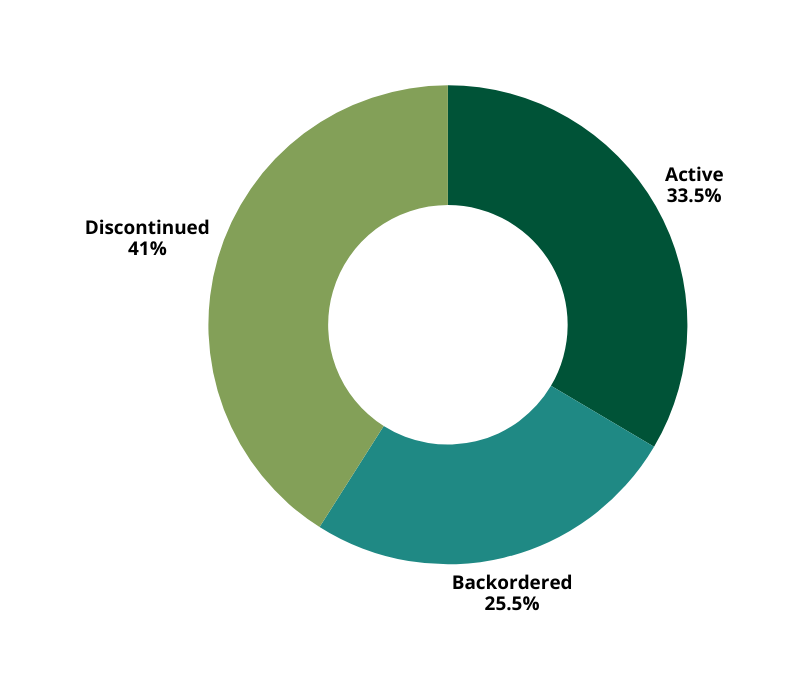 Active
33.5%
Discontinued
41%
Backordered
25.5%